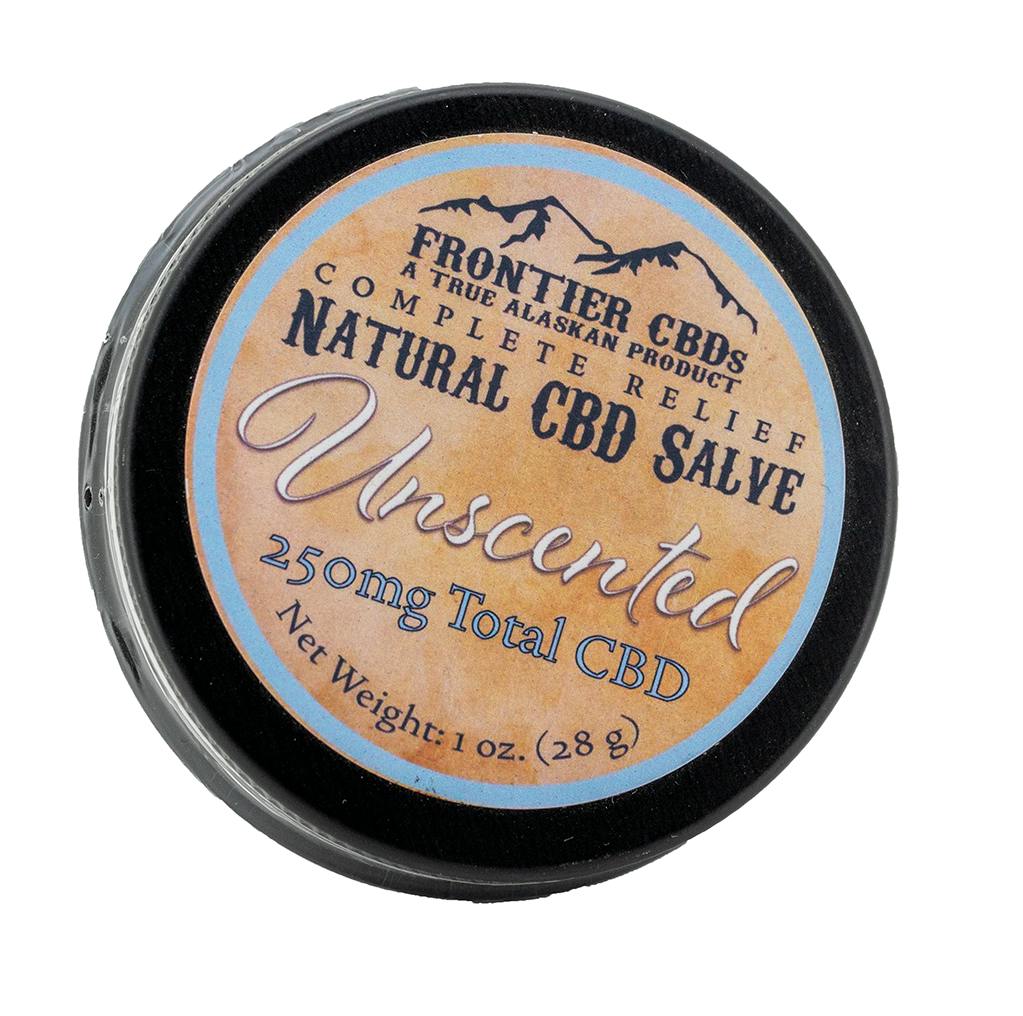 FRONTIER CBDs
A TRUE ALASKAN PRODUCT
COMPLETE RELIEF
NATURAL CBD SALVE
Unscented
250mg Total CBD
Net Weight: 1 oz. (28 g)